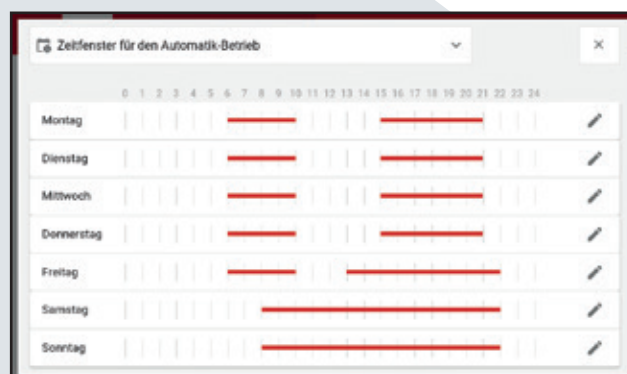 Zeitfenster für den Automatik-Betrieb
0 1 2 3 4 5 6 7 8 9 10 11 12 13 14 15 16 17 18 19 20 21 22 23 24
Montag
Dienstag
Mittwoch
Donnerstag
Freitag
Samstag
Sonntag